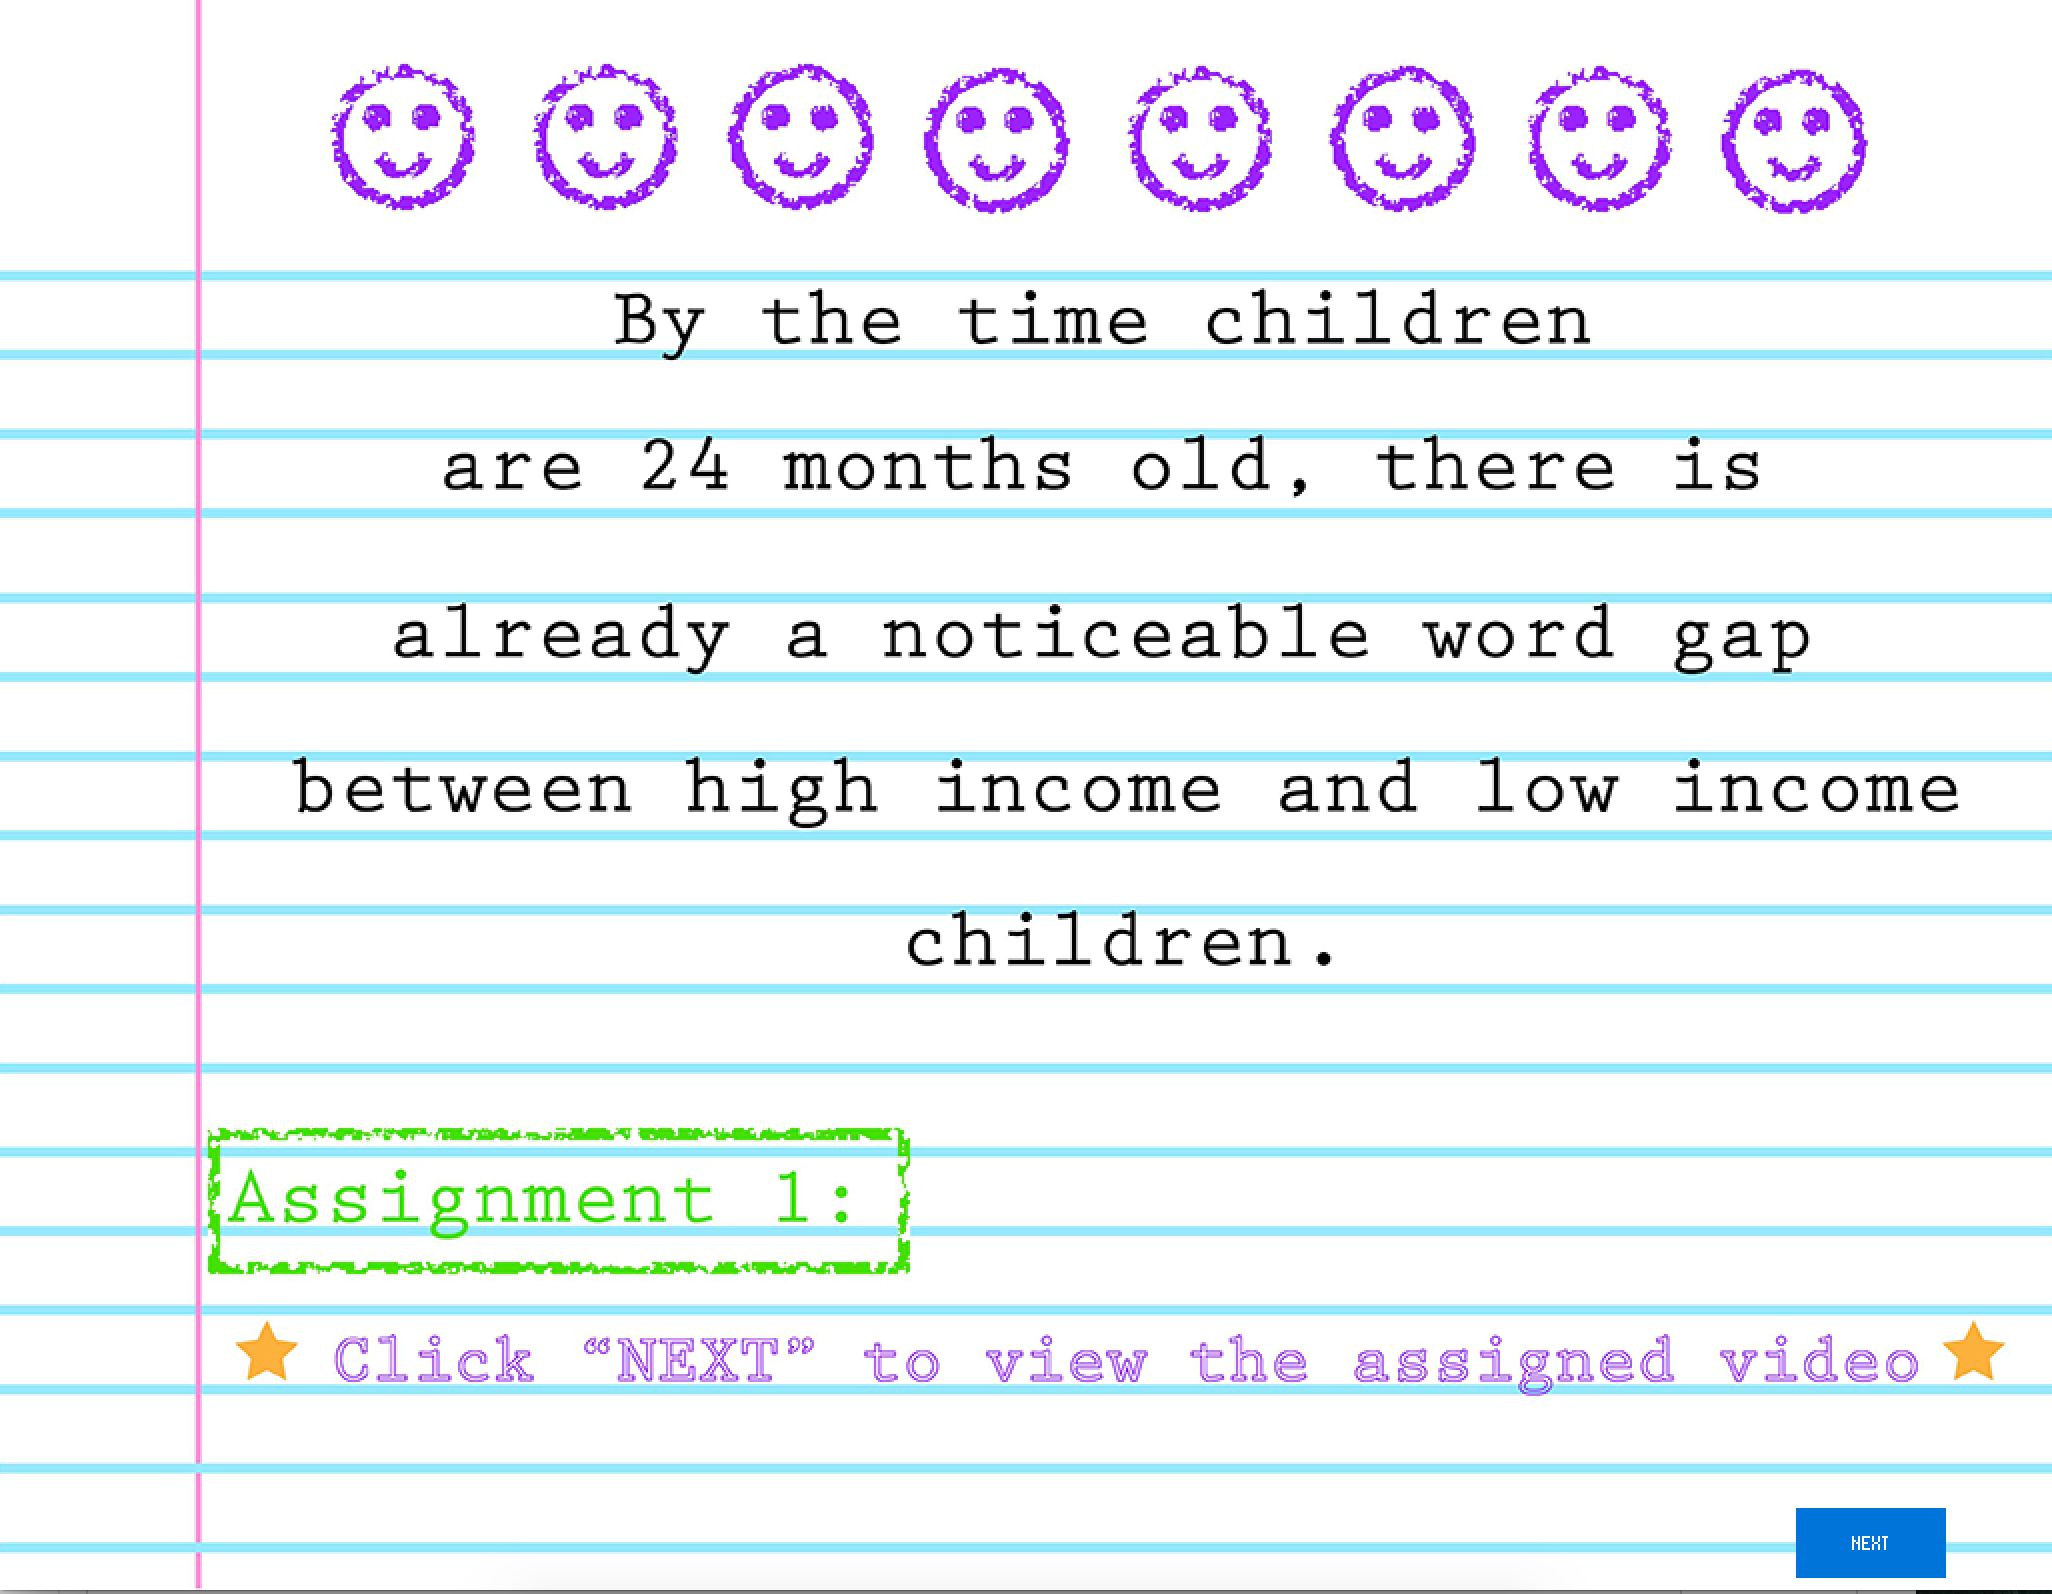 By the time children
are 24 months old, there is
already a noticeable word gap
between high income and low income
children.
Assignment 1:
Click “NEXT” to view the assigned video
NEXT